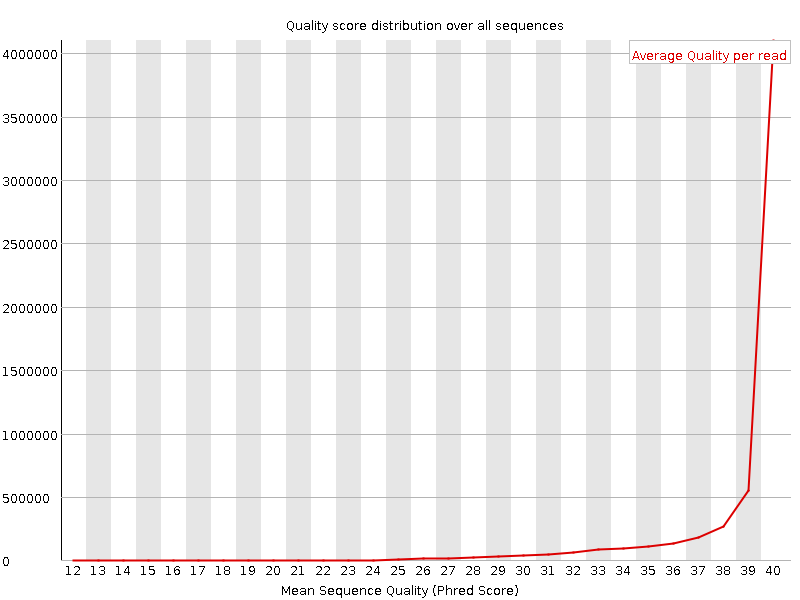 Quality score distribution over all sequences
Average Quality per read
4000000
3500000
3000000
2500000
2000000
1500000
1000000
500000
0
12 13 14 15 16 17 18 19 20 21 22 23 24 25 26 27 28 29 30 31 32 33 34 35 36 37 38 39 40
Mean Sequence Quality (Phred Score)